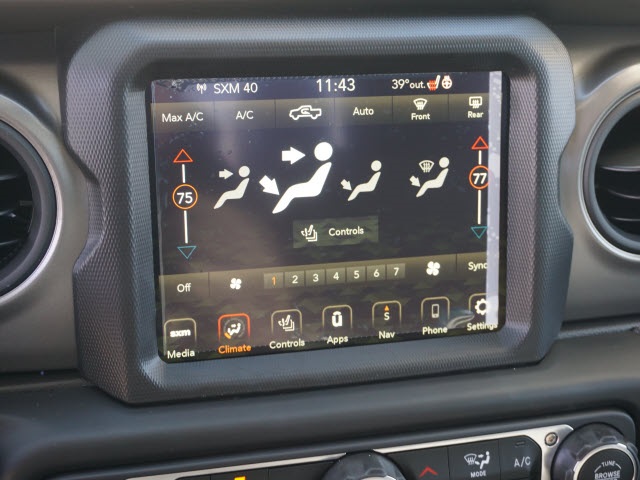 SXM 40 11:43 39°out.
Max A/C A/C Auto Front Rear
75 77
Controls
Off 1 2 3 4 5 6 7 Sync
sxm
Media Climate Controls Apps S Nav Phone Settings
MODE A/C
TUNE
BROWSE